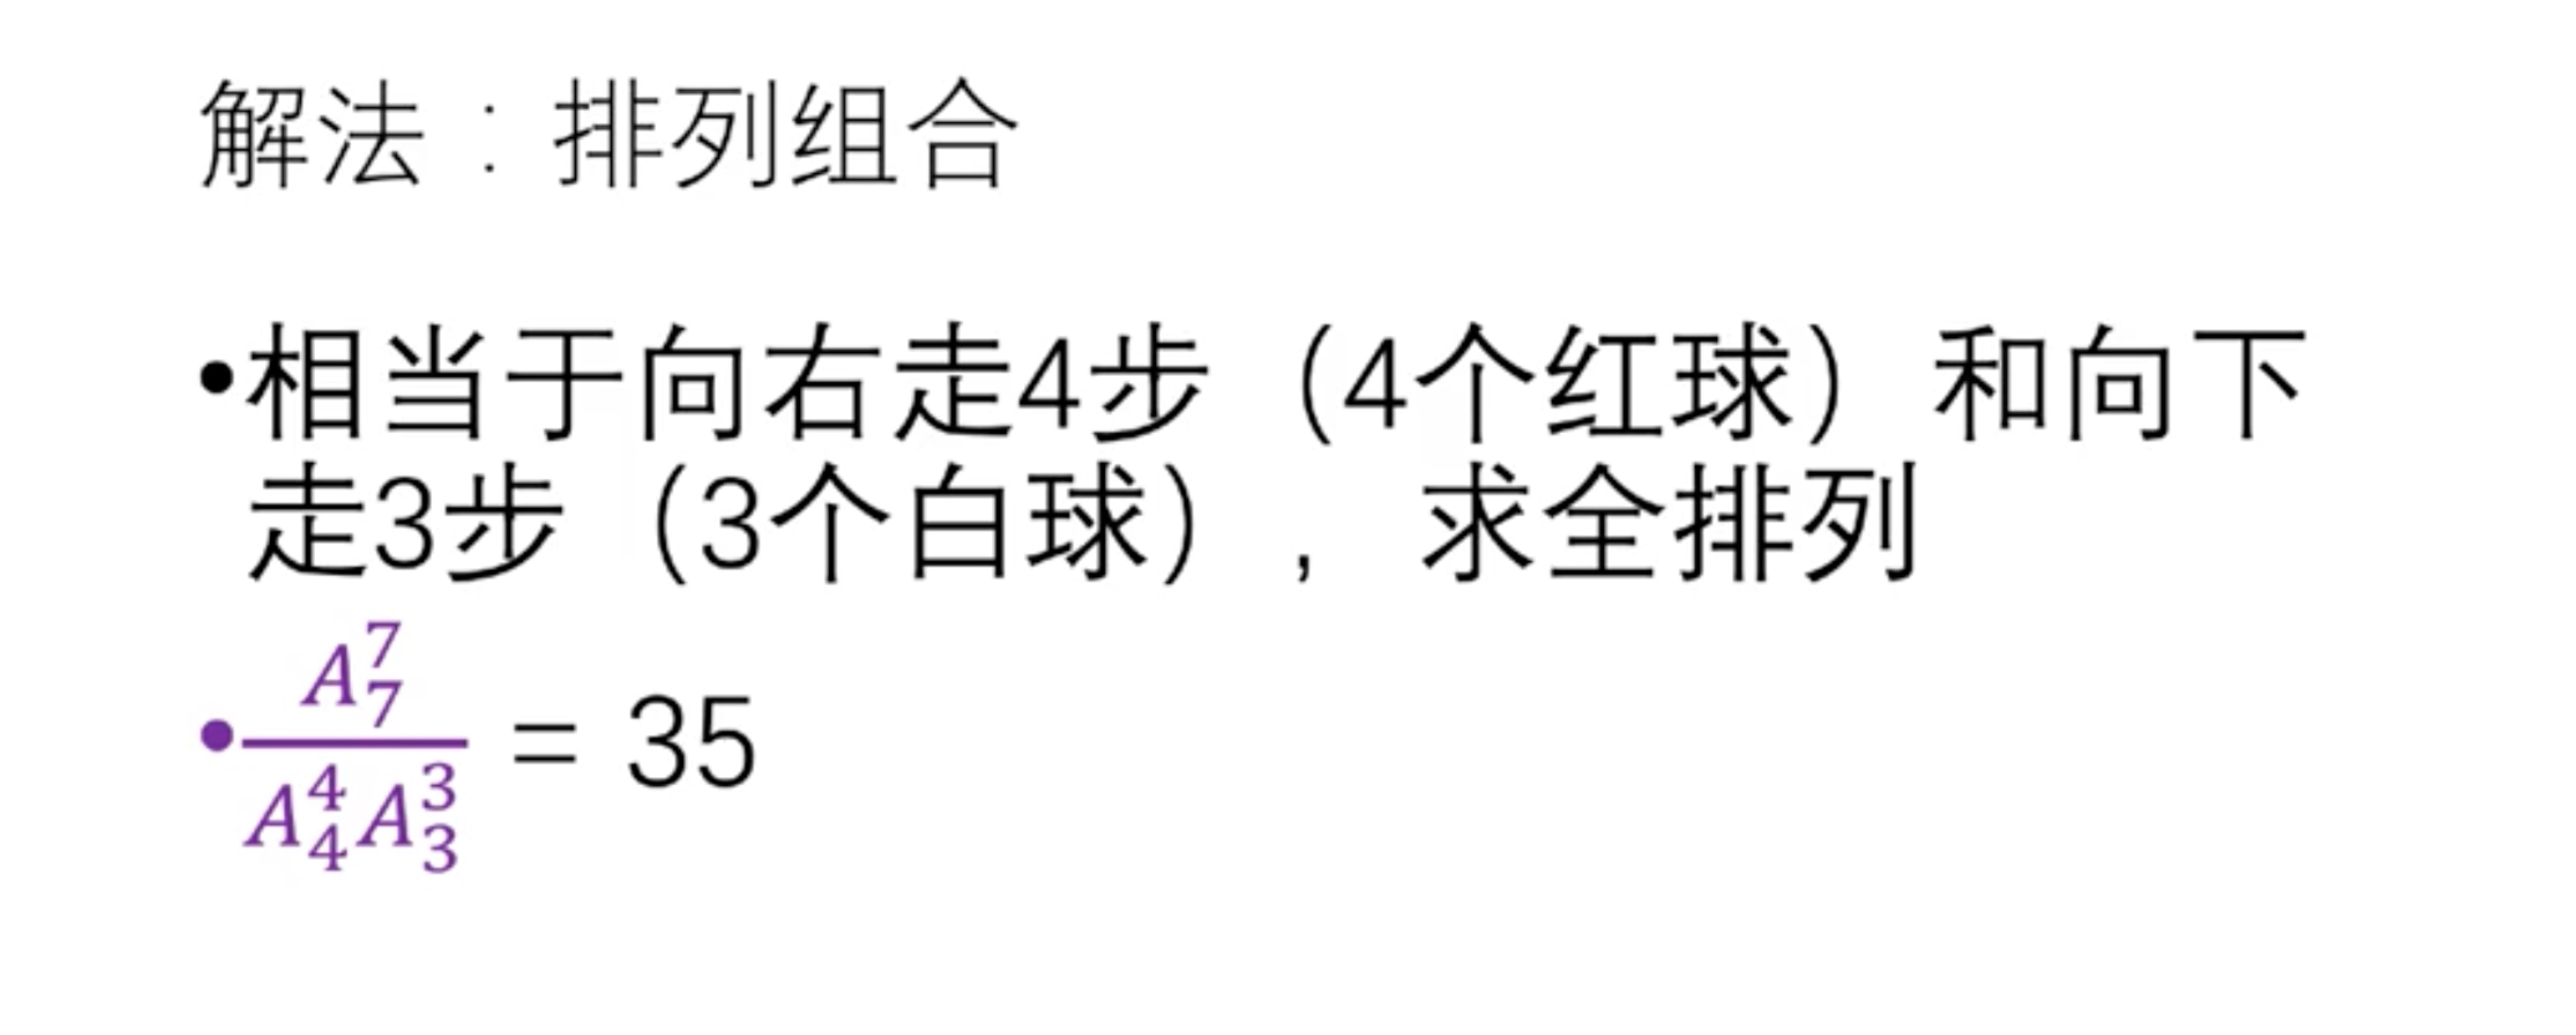 解法：排列组合
•相当于向右走4步（4个红球）和向下
走3步（3个白球），求全排列
•$\frac{A_7^7}{A_4^4 A_3^3}$ = 35